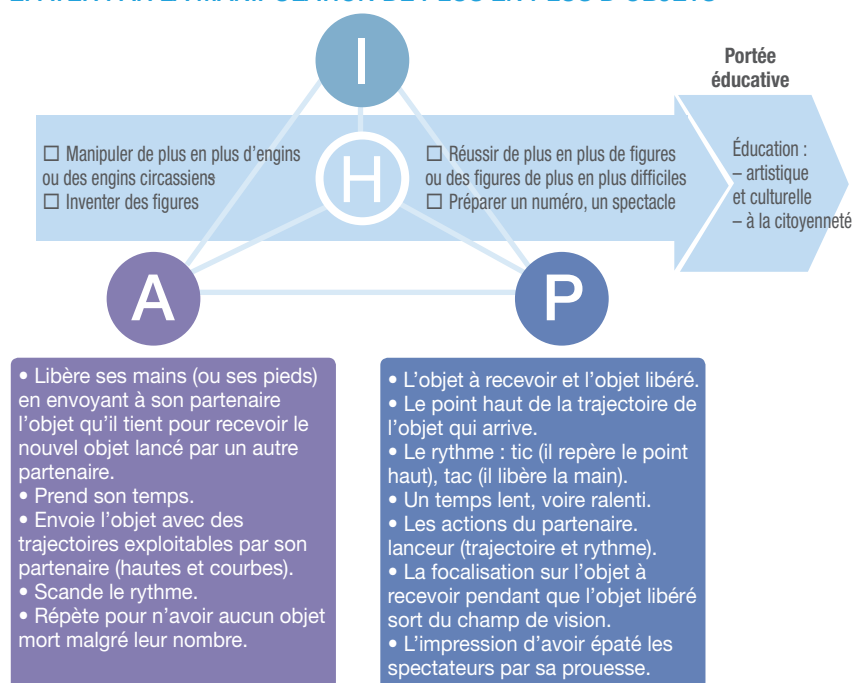 I
Portée
éducative
☐ Manipuler de plus en plus d'engins
ou des engins circassiens
☐ Inventer des figures
H
☐ Réussir de plus en plus de figures
ou des figures de plus en plus difficiles
☐ Préparer un numéro, un spectacle
Éducation :
– artistique
et culturelle
– à la citoyenneté
A
P
• Libère ses mains (ou ses pieds)
en envoyant à son partenaire
l'objet qu'il tient pour recevoir le
nouvel objet lancé par un autre
partenaire.
• Prend son temps.
• Envoie l'objet avec des
trajectoires exploitables par son
partenaire (hautes et courbes).
• Scande le rythme.
• Répète pour n'avoir aucun objet
mort malgré leur nombre.
• L'objet à recevoir et l'objet libéré.
• Le point haut de la trajectoire de
l'objet qui arrive.
• Le rythme : tic (il repère le point
haut), tac (il libère la main).
• Un temps lent, voire ralenti.
• Les actions du partenaire.
lanceur (trajectoire et rythme).
• La focalisation sur l'objet à
recevoir pendant que l'objet libéré
sort du champ de vision.
• L'impression d'avoir épaté les
spectateurs par sa prouesse.